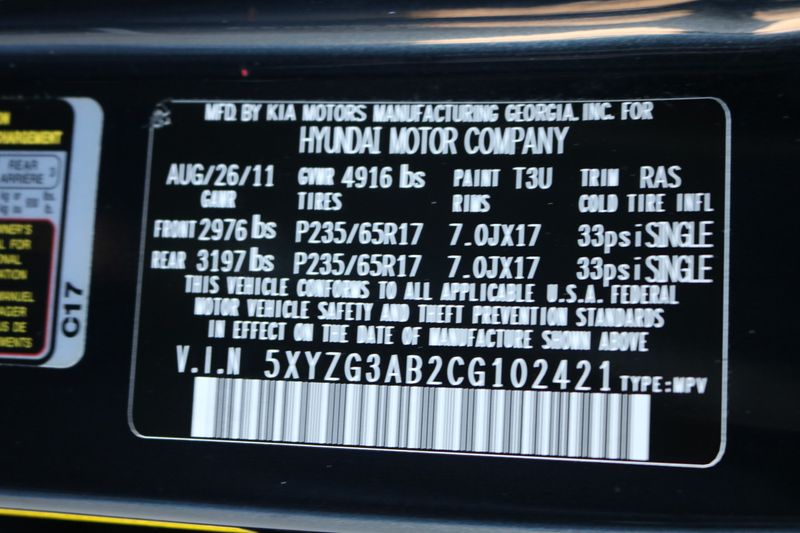 MFD. BY KIA MOTORS MANUFACTURING GEORGIA. INC. FOR
HYUNDAI MOTOR COMPANY
AUG/26/11 GVWR 4916 lbs PAINT T3U TRIM RAS
GAWR TIRES RIMS COLD TIRE INFL
FRONT 2976 lbs P235/65R17 7.0JX17 33psi SINGLE
REAR 3197 lbs P235/65R17 7.0JX17 33psi SINGLE
THIS VEHICLE CONFORMS TO ALL APPLICABLE U.S.A. FEDERAL
MOTOR VEHICLE SAFETY AND THEFT PREVENTION STANDARDS
IN EFFECT ON THE DATE OF MANUFACTURE SHOWN ABOVE
V.I.N 5XYZG3AB2CG102421 TYPE:MPV
REAR
ARRIÈRE 3
MANUEL
C17